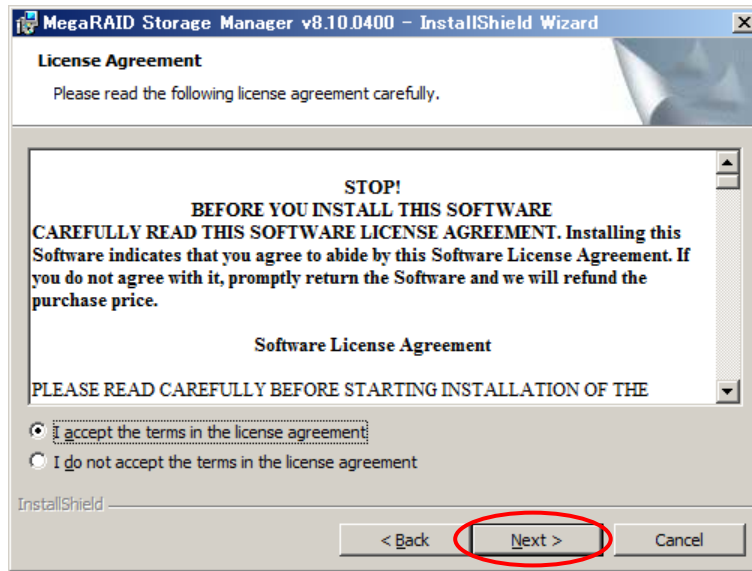 MegaRAID Storage Manager v8.10.0400 – InstallShield Wizard
License Agreement
Please read the following license agreement carefully.
STOP!
BEFORE YOU INSTALL THIS SOFTWARE
CAREFULLY READ THIS SOFTWARE LICENSE AGREEMENT. Installing this
Software indicates that you agree to abide by this Software License Agreement. If
you do not agree with it, promptly return the Software and we will refund the
purchase price.
Software License Agreement
PLEASE READ CAREFULLY BEFORE STARTING INSTALLATION OF THE
I accept the terms in the license agreement
I do not accept the terms in the license agreement
InstallShield
< Back Next > Cancel